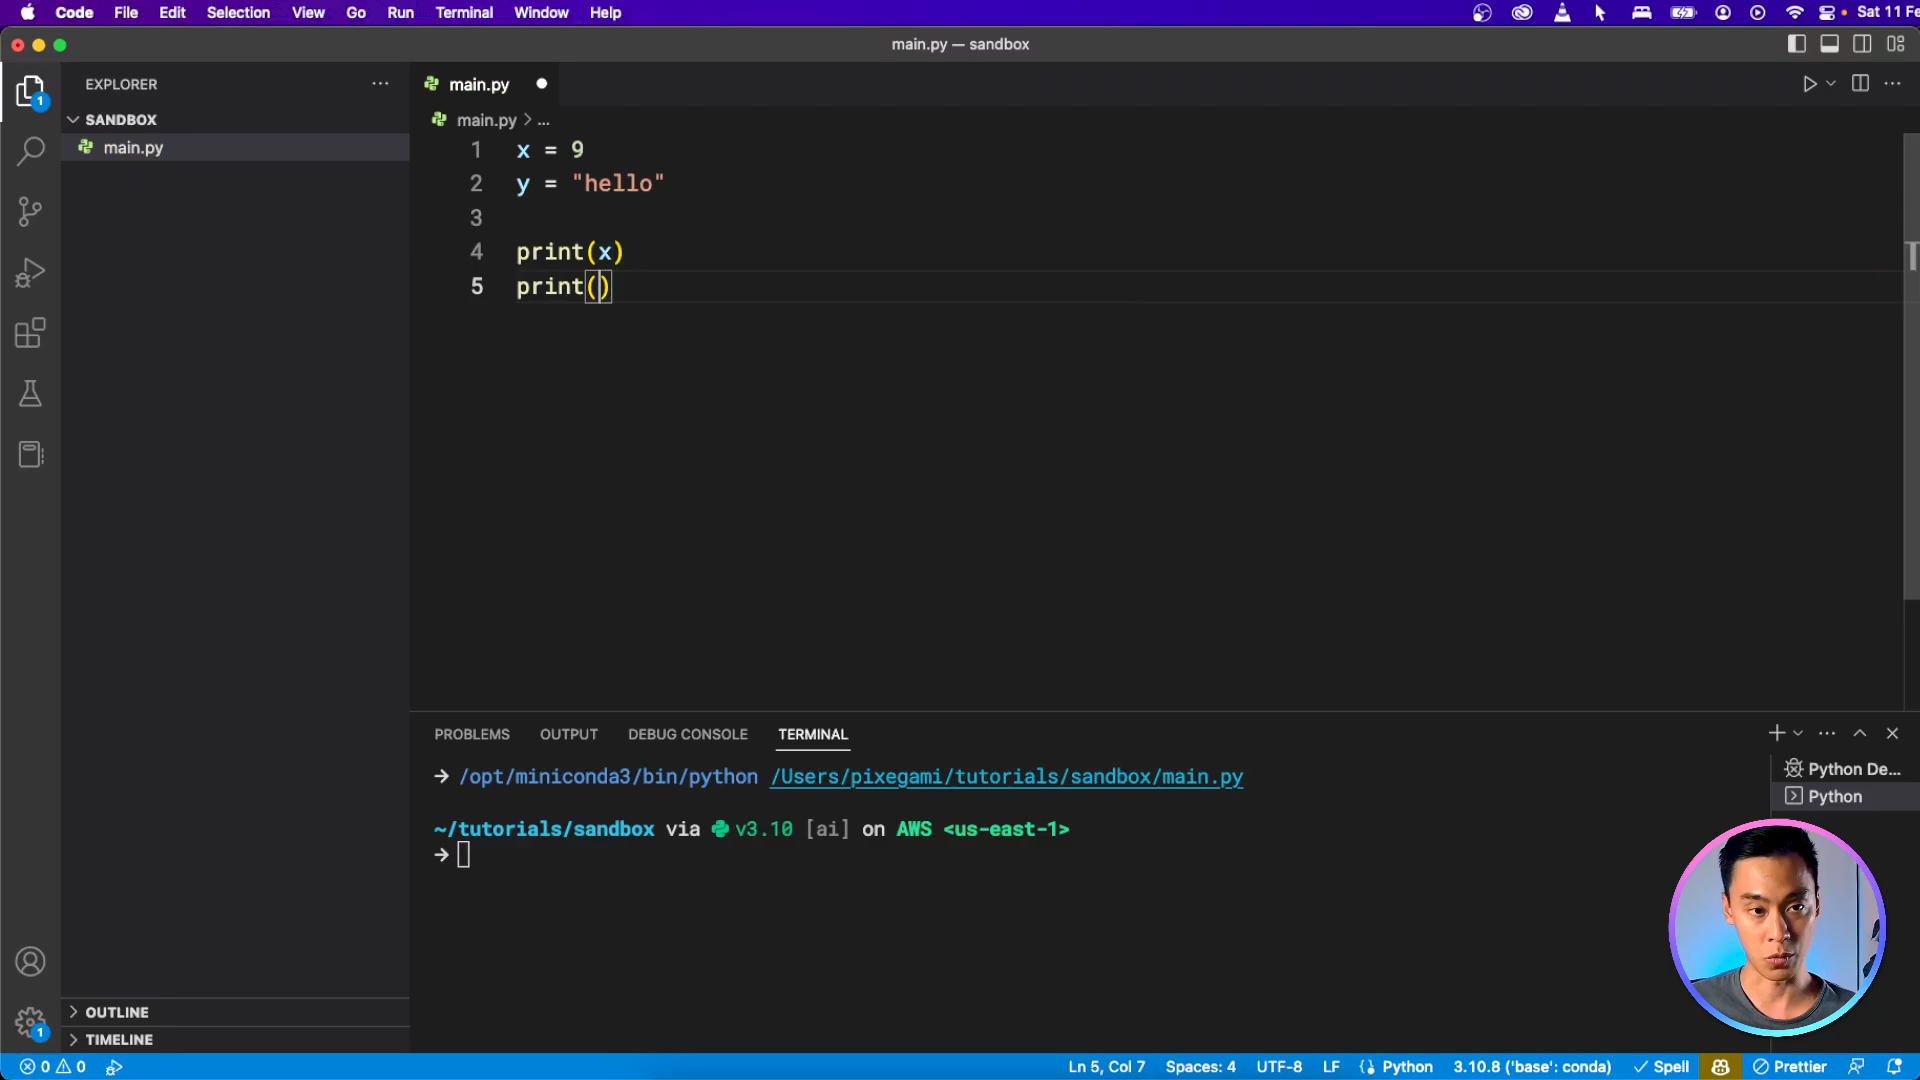 Code File Edit Selection View Go Run Terminal Window Help Sat 11 Fe
main.py — sandbox
EXPLORER
main.py
SANDBOX
main.py
main.py > ...
1 x = 9
2 y = "hello"
3
4 print(x)
5 print()
1
PROBLEMS OUTPUT DEBUG CONSOLE TERMINAL
→ /opt/miniconda3/bin/python /Users/pixegami/tutorials/sandbox/main.py
~/tutorials/sandbox via v3.10 [ai] on AWS <us-east-1>
→
Python De...
Python
OUTLINE
TIMELINE
1
0 0 Ln 5, Col 7 Spaces: 4 UTF-8 LF Python 3.10.8 ('base': conda) Spell Prettier